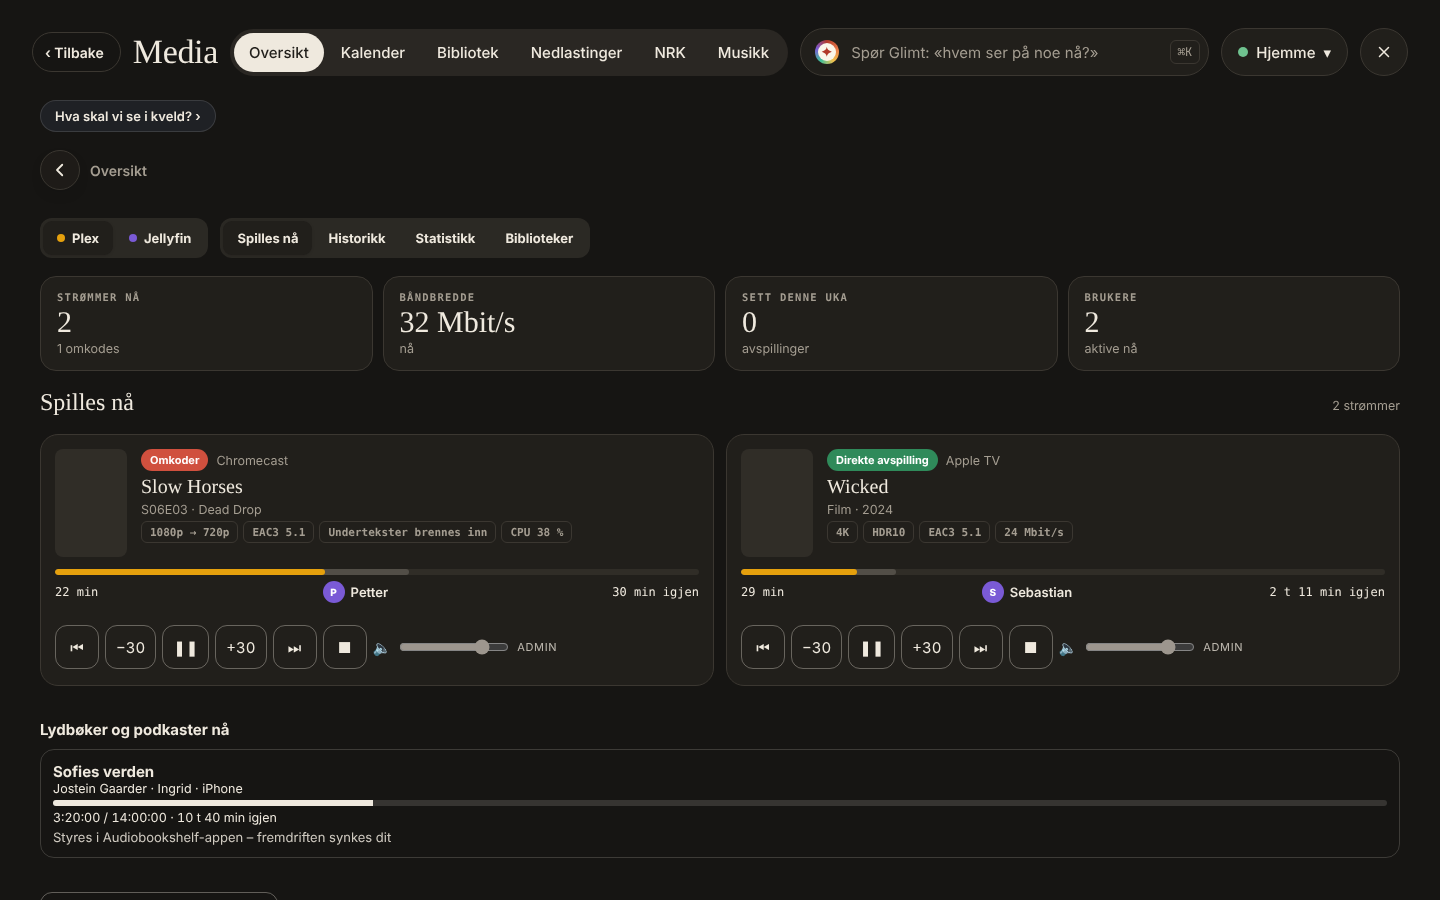 ‹ Tilbake
Media
Oversikt
Kalender
Bibliotek
Nedlastinger
NRK
Musikk
Spør Glimt: «hvem ser på noe nå?»
⌘K
Hjemme ▾
Hva skal vi se i kveld? ›
Oversikt
Plex
Jellyfin
Spilles nå
Historikk
Statistikk
Biblioteker
STRØMMER NÅ
2
1 omkodes
BÅNDBREDDE
32 Mbit/s
nå
SETT DENNE UKA
0
avspillinger
BRUKERE
2
aktive nå
Spilles nå
2 strømmer
Omkoder
Chromecast
Slow Horses
S06E03 · Dead Drop
1080p → 720p
EAC3 5.1
Undertekster brennes inn
CPU 38 %
22 min
P
Petter
30 min igjen
−30
+30
ADMIN
Direkte avspilling
Apple TV
Wicked
Film · 2024
4K
HDR10
EAC3 5.1
24 Mbit/s
29 min
S
Sebastian
2 t 11 min igjen
−30
+30
ADMIN
Lydbøker og podkaster nå
Sofies verden
Jostein Gaarder · Ingrid · iPhone
3:20:00 / 14:00:00 · 10 t 40 min igjen
Styres i Audiobookshelf-appen – fremdriften synkes dit